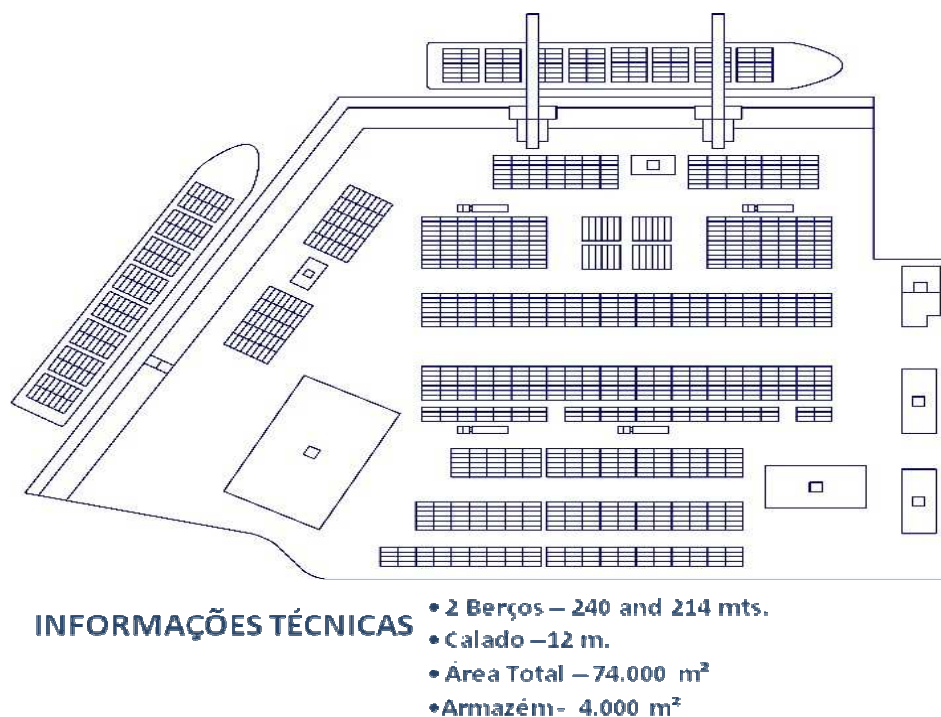 INFORMAÇÕES TÉCNICAS
• 2 Berços – 240 and 214 mts.
• Calado –12 m.
• Área Total – 74.000 m²
•Armazém- 4.000 m²